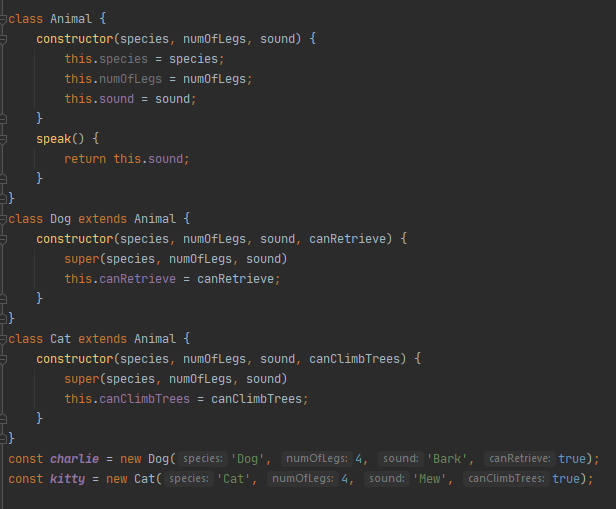 class Animal {
    constructor(species, numOfLegs, sound) {
        this.species = species;
        this.numOfLegs = numOfLegs;
        this.sound = sound;
    }
    speak() {
        return this.sound;
    }
}
class Dog extends Animal {
    constructor(species, numOfLegs, sound, canRetrieve) {
        super(species, numOfLegs, sound)
        this.canRetrieve = canRetrieve;
    }
}
class Cat extends Animal {
    constructor(species, numOfLegs, sound, canClimbTrees) {
        super(species, numOfLegs, sound)
        this.canClimbTrees = canClimbTrees;
    }
}
const charlie = new Dog( species: 'Dog', numOfLegs: 4, sound: 'Bark', canRetrieve: true);
const kitty = new Cat( species: 'Cat', numOfLegs: 4, sound: 'Mew', canClimbTrees: true);